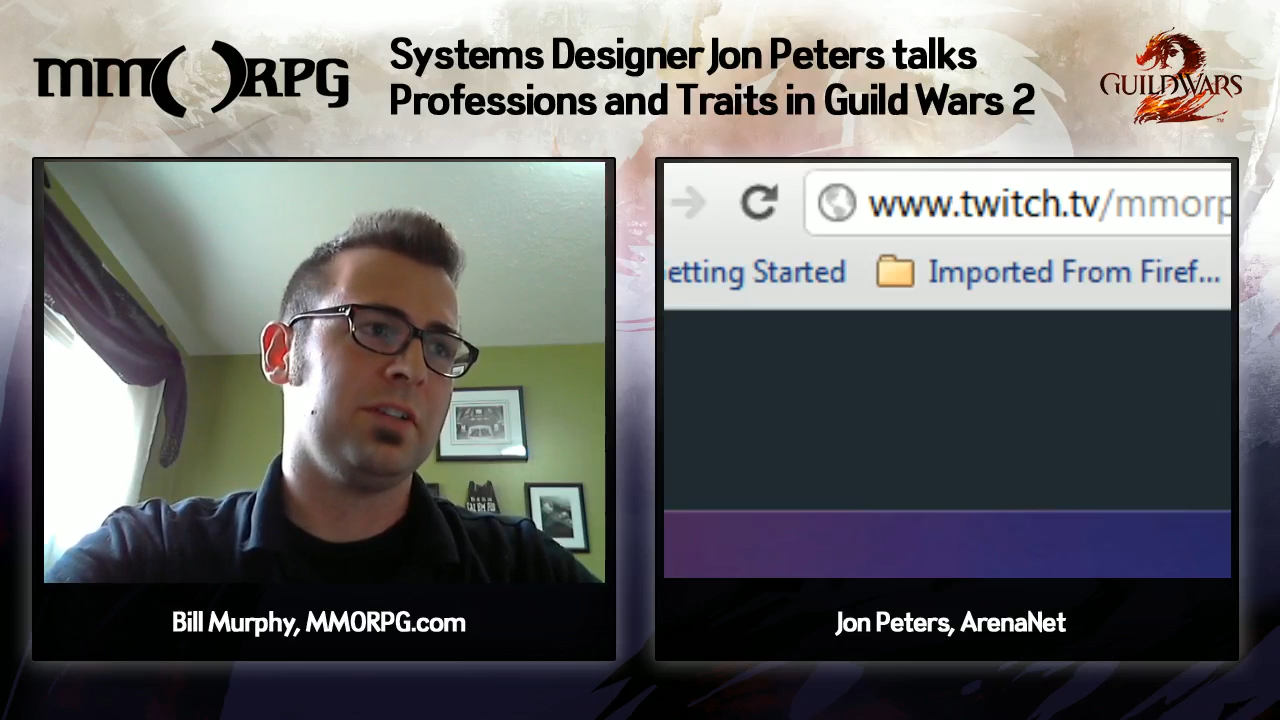 mmORPG
Systems Designer Jon Peters talks
Professions and Traits in Guild Wars 2
GUILD WARS 2
TM
www.twitch.tv/mmorp
etting Started
Imported From Firef...
Bill Murphy, MMORPG.com
Jon Peters, ArenaNet